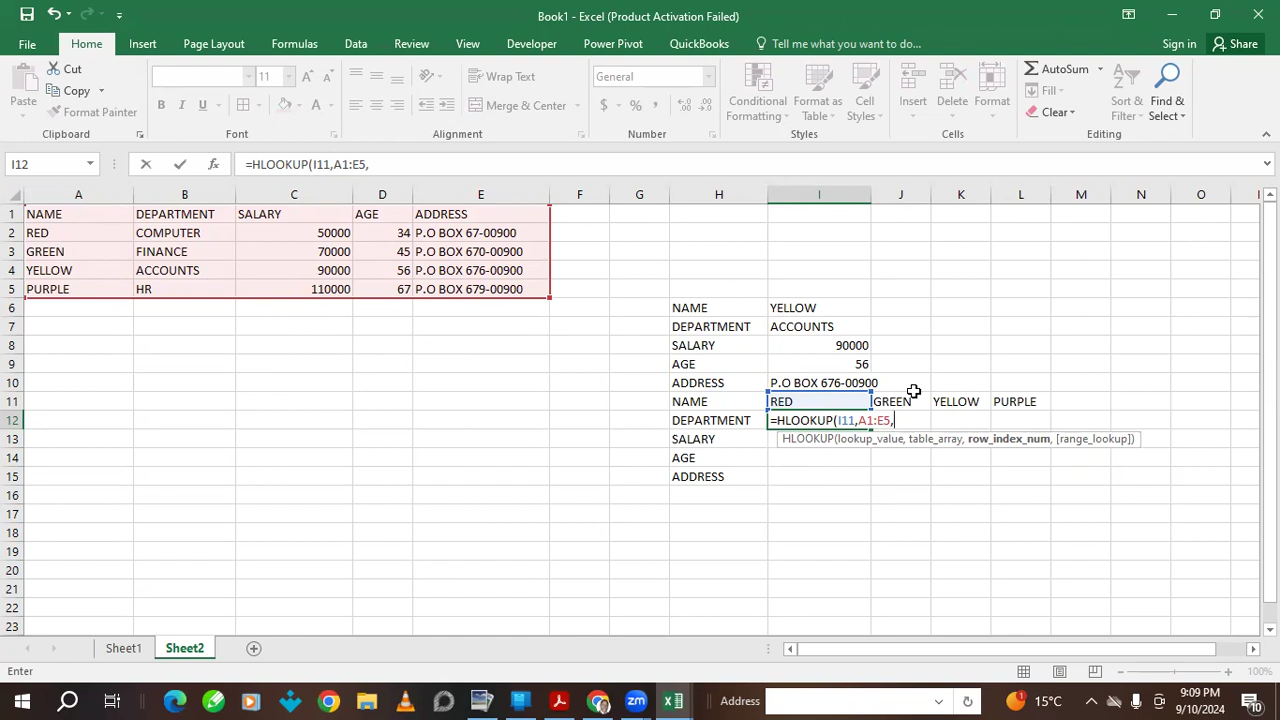 Book1 - Excel (Product Activation Failed)
File Home Insert Page Layout Formulas Data Review View Developer Power Pivot QuickBooks Tell me what you want to do... Sign in Share
Paste Cut Copy Format Painter
11 A A B I U A
Wrap Text Merge & Center
General $ % ,
Conditional Formatting Formats Table Cell Styles
Insert Delete Format
AutoSum Fill Clear Sort & Filter Find & Select
Clipboard Font Alignment Number Styles Cells Editing
I12 fx =HLOOKUP(I11,A1:E5,
A B C D E F G H I J K L M N O
1 NAME DEPARTMENT SALARY AGE ADDRESS
2 RED COMPUTER 50000 34 P.O BOX 67-00900
3 GREEN FINANCE 70000 45 P.O BOX 670-00900
4 YELLOW ACCOUNTS 90000 56 P.O BOX 676-00900
5 PURPLE HR 110000 67 P.O BOX 679-00900
6 NAME YELLOW
7 DEPARTMENT ACCOUNTS
8 SALARY 90000
9 AGE 56
10 ADDRESS P.O BOX 676-00900
11 NAME RED GREEN YELLOW PURPLE
12 DEPARTMENT =HLOOKUP(I11,A1:E5,
13 SALARY HLOOKUP(lookup_value, table_array, row_index_num, [range_lookup])
14 AGE
15 ADDRESS
16
17
18
19
20
21
22
23
Sheet1 Sheet2
Enter 100%
Address 1 15°C 9:09 PM
9/10/2024 10